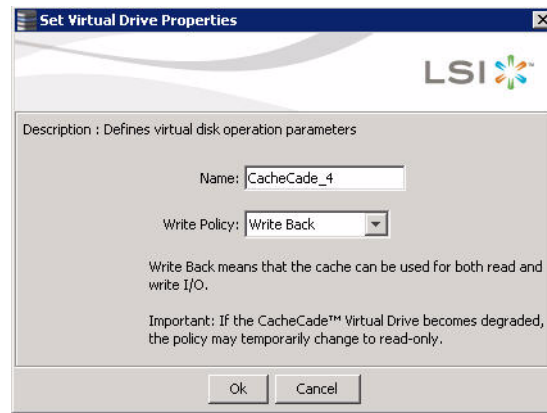 Set Virtual Drive Properties
LSI
Description : Defines virtual disk operation parameters
Name: CacheCade_4
Write Policy: Write Back
Write Back means that the cache can be used for both read and
write I/O.
Important: If the CacheCade™ Virtual Drive becomes degraded,
the policy may temporarily change to read-only.
Ok Cancel